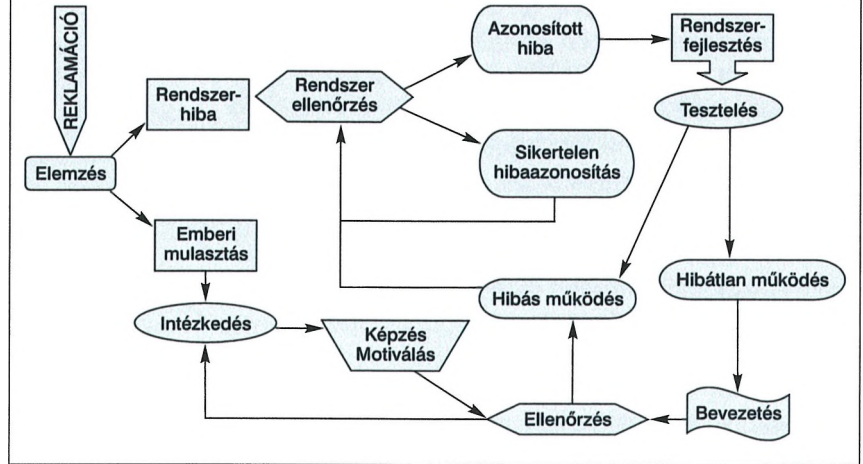 REKLAMÁCIÓ
Elemzés
Rendszer-
hiba
Rendszer
ellenőrzés
Azonosított
hiba
Rendszer-
fejlesztés
Tesztelés
Sikertelen
hibaazonosítás
Emberi
mulasztás
Intézkedés
Képzés
Motiválás
Hibás működés
Hibátlan működés
Ellenőrzés
Bevezetés